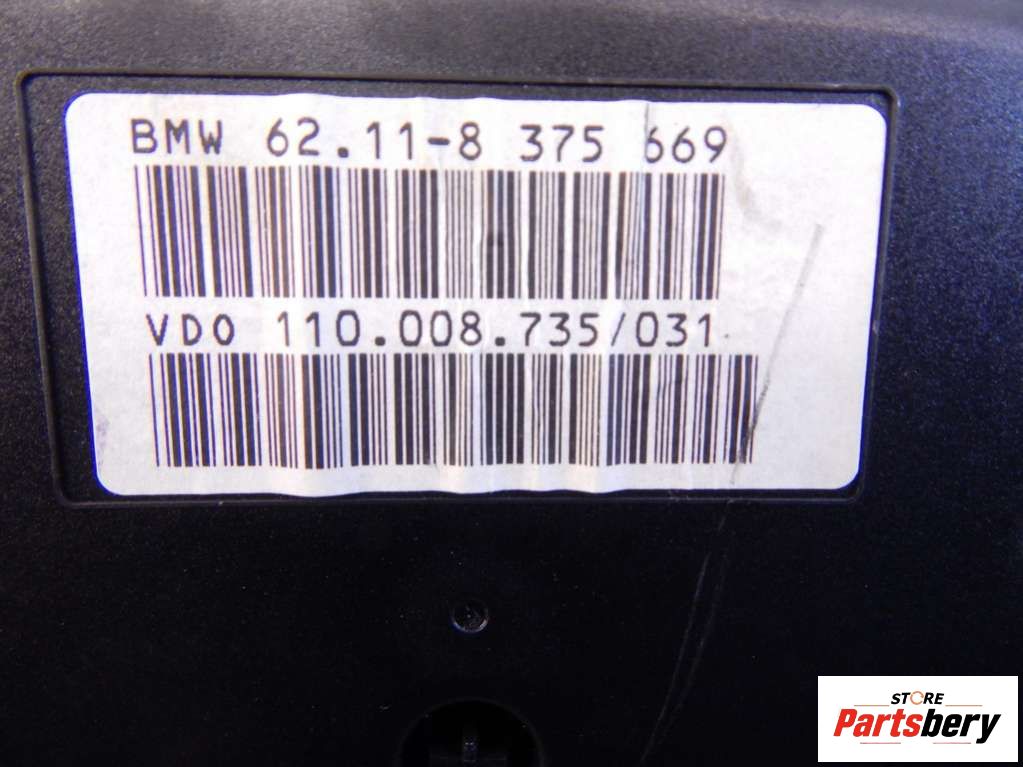 BMW 62.11-8 375 669
VDO 110.008.735/031
STORE
Partsbery